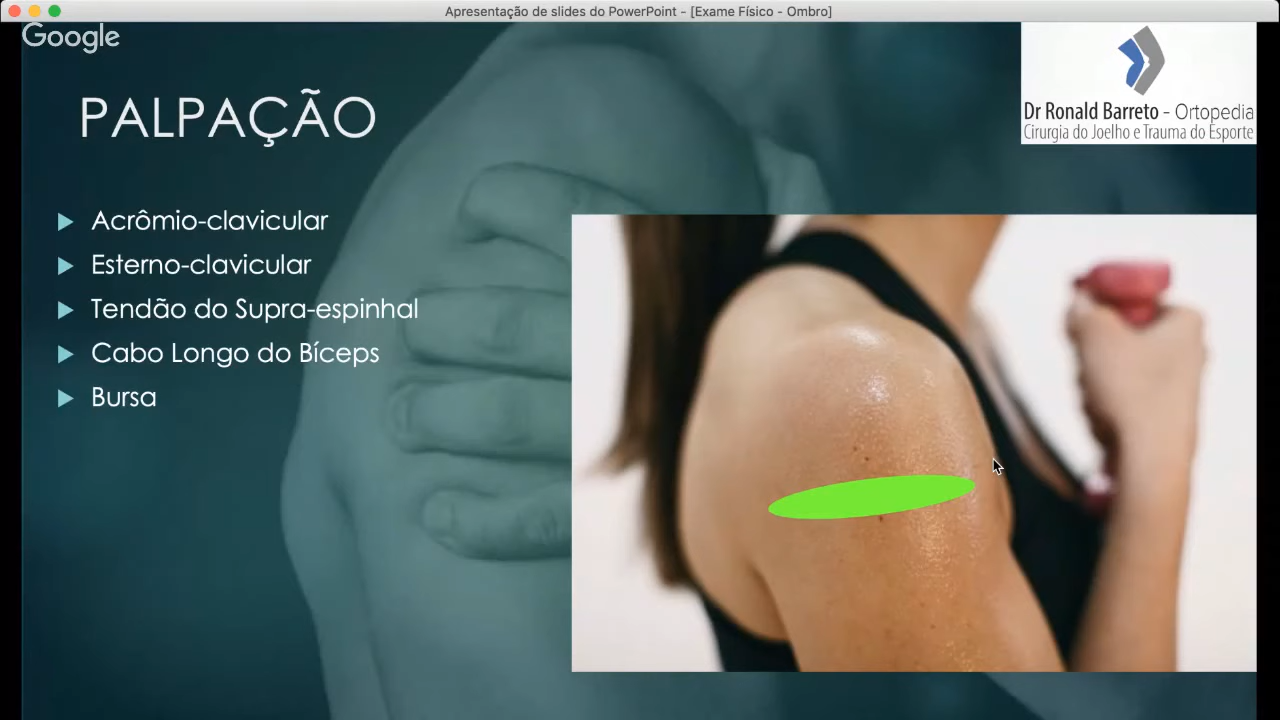 Apresentação de slides do PowerPoint - [Exame Físico - Ombro]
Google
PALPAÇÃO
Dr Ronald Barreto - Ortopedia
Cirurgia do Joelho e Trauma do Esporte
Acrômio-clavicular
Esterno-clavicular
Tendão do Supra-espinhal
Cabo Longo do Bíceps
Bursa